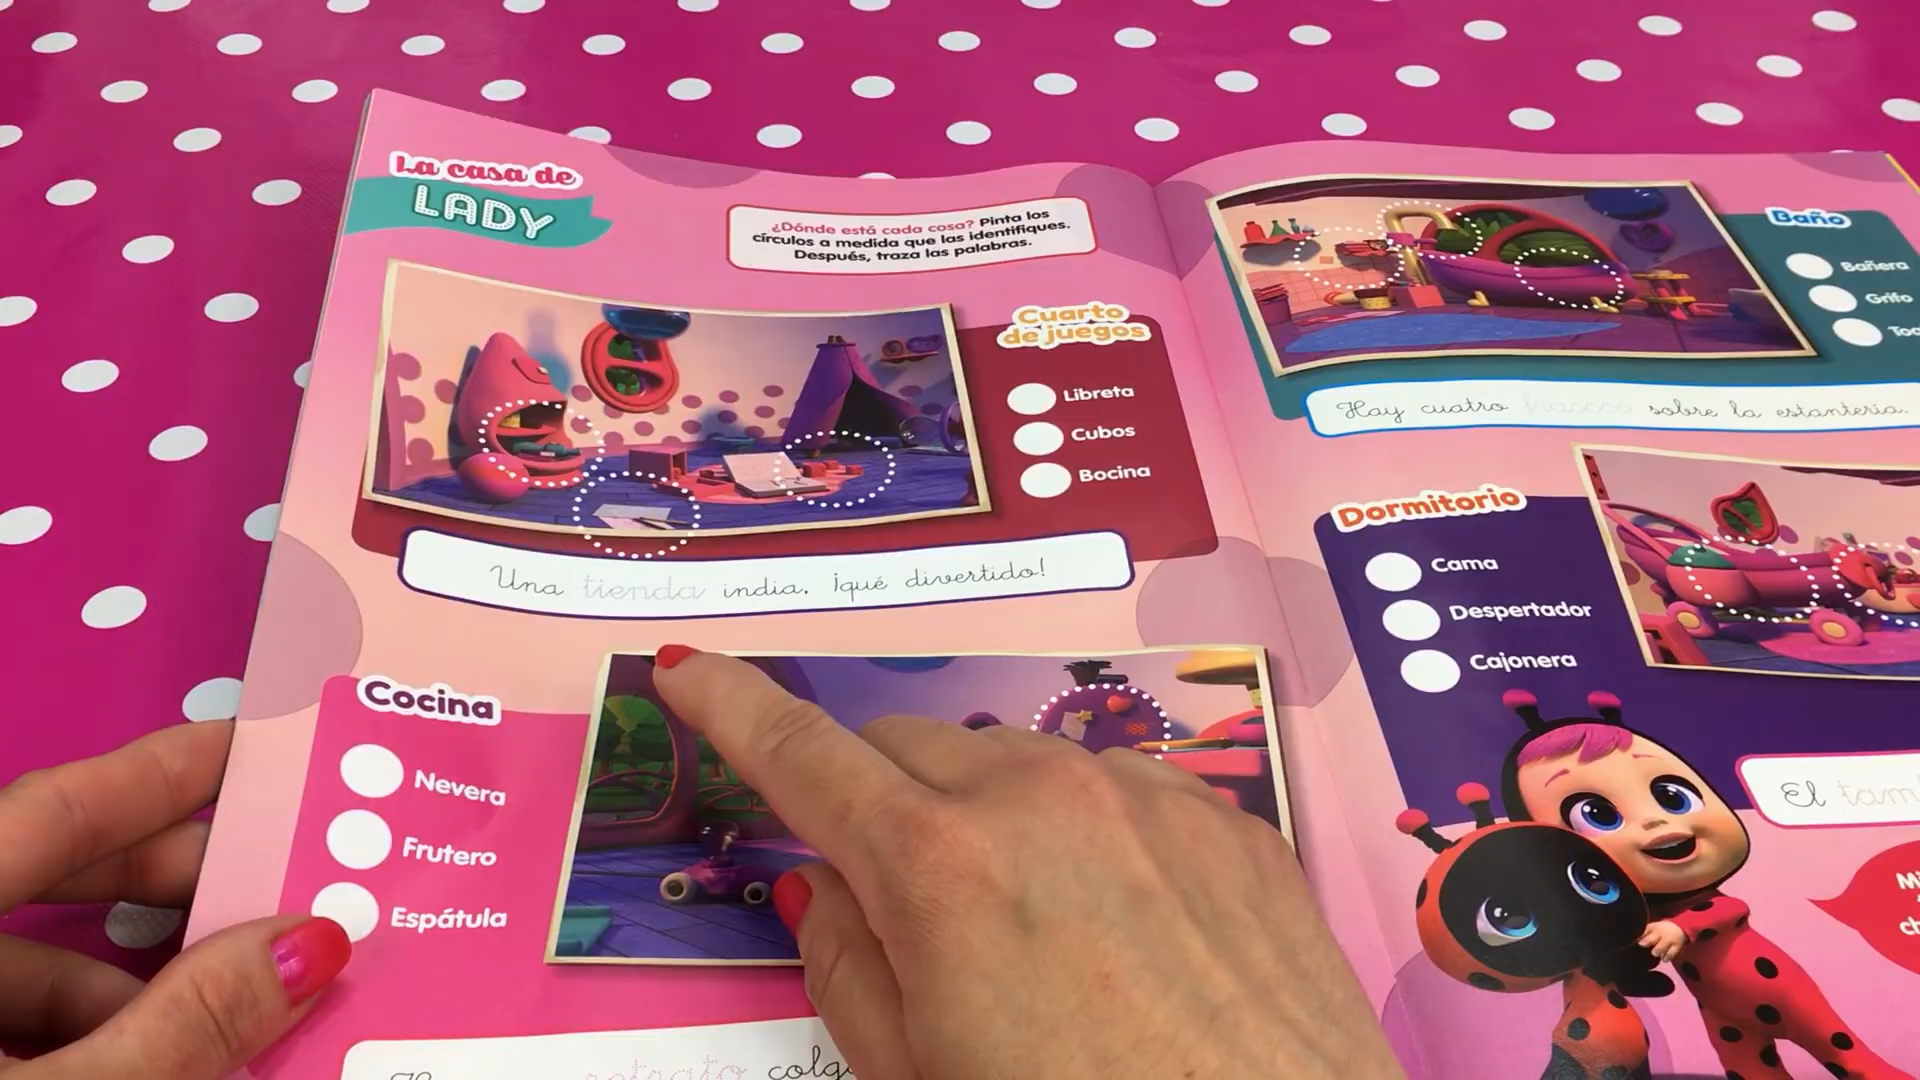 La casa de
LADY
¿Dónde está cada cosa? Pinta los
círculos a medida que las identifiques.
Después, traza las palabras.
Cuarto
de juegos
Libreta
Cubos
Bocina
Una tienda india. ¡qué divertido!
Cocina
Nevera
Frutero
Espátula
retrato
Baño
Bañera
Grifo
Hay cuatro frascos sobre la estantería.
Dormitorio
Cama
Despertador
Cajonera
El